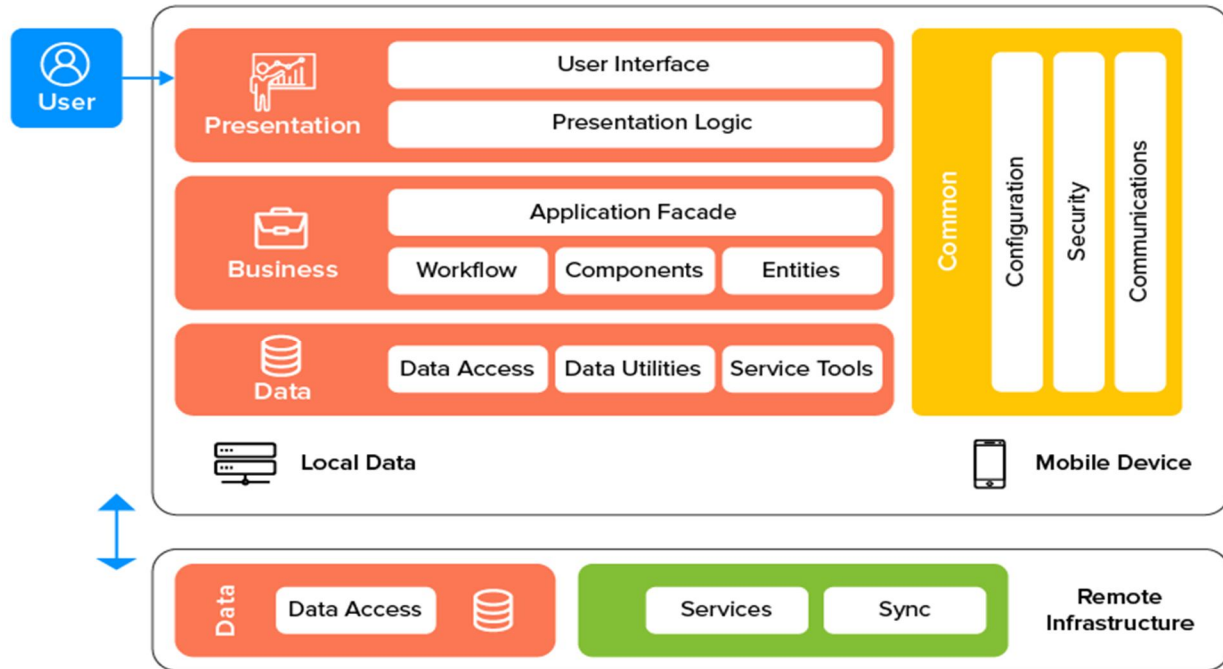 User
Presentation
User Interface
Presentation Logic
Business
Application Facade
Workflow
Components
Entities
Data
Data Access
Data Utilities
Service Tools
Common
Configuration
Security
Communications
Local Data
Mobile Device
Data
Data Access
Services
Sync
Remote
Infrastructure